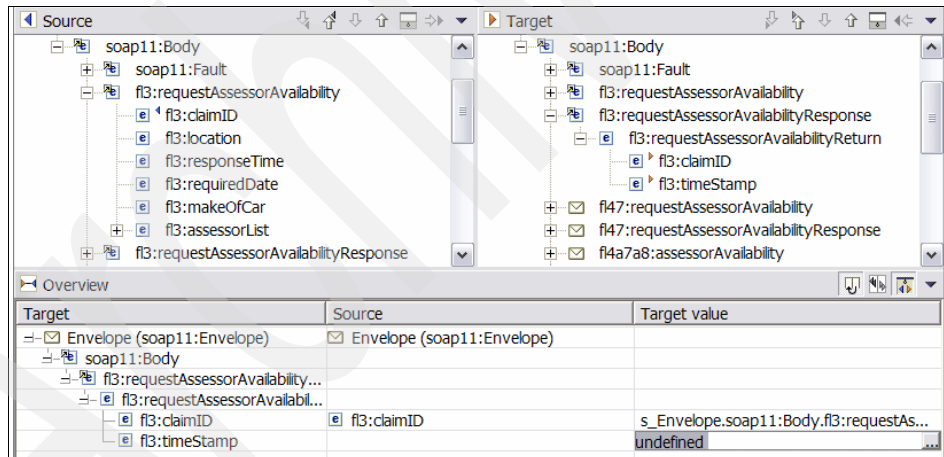 Source
Target
soap11:Body
soap11:Fault
fl3:requestAssessorAvailability
fl3:claimID
fl3:location
fl3:responseTime
fl3:requiredDate
fl3:makeOfCar
fl3:assessorList
fl3:requestAssessorAvailabilityResponse
soap11:Body
soap11:Fault
fl3:requestAssessorAvailability
fl3:requestAssessorAvailabilityResponse
fl3:requestAssessorAvailabilityReturn
fl3:claimID
fl3:timeStamp
fl47:requestAssessorAvailability
fl47:requestAssessorAvailabilityResponse
fl4a7a8:assessorAvailability
Overview
Target Source Target value
Envelope (soap11:Envelope) Envelope (soap11:Envelope)
soap11:Body
fl3:requestAssessorAvailability...
fl3:requestAssessorAvailabil...
fl3:claimID fl3:claimID s_Envelope.soap11:Body.fl3:requestAs...
fl3:timeStamp undefined ...